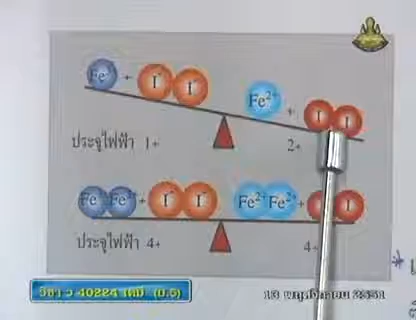 Fe³⁺ + I⁻ I⁻ Fe²⁺ + I I
ประจุไฟฟ้า 1+ 2+
Fe³⁺ Fe³⁺ + I⁻ I⁻ Fe²⁺ Fe²⁺ + I I
ประจุไฟฟ้า 4+ 4+
วิชา ว 40224 เคมี (ม.5)
13 พฤศจิกายน 2551